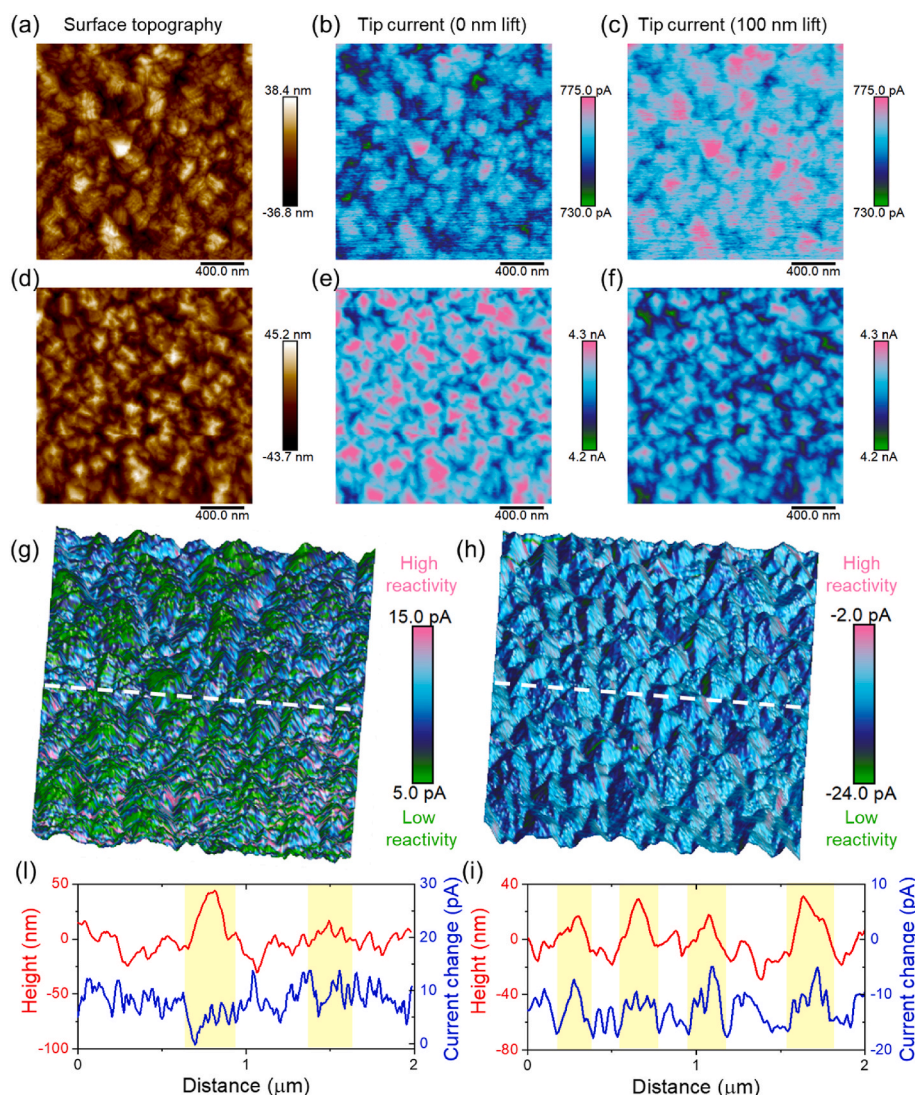 (a) Surface topography (b) Tip current (0 nm lift) (c) Tip current (100 nm lift)
38.4 nm
-36.8 nm
400.0 nm
775.0 pA
730.0 pA
400.0 nm
775.0 pA
730.0 pA
400.0 nm
(d) (e) (f)
45.2 nm
-43.7 nm
400.0 nm
4.3 nA
4.2 nA
400.0 nm
4.3 nA
4.2 nA
400.0 nm
(g)
High
reactivity
15.0 pA
5.0 pA
Low
reactivity
(h)
High
reactivity
-2.0 pA
-24.0 pA
Low
reactivity
(l)
50
0
-50
-100
Height (nm)
30
20
10
0
Current change (pA)
0 1 2
Distance (μm)
(i)
40
0
-40
-80
Height (nm)
10
0
-10
-20
Current change (pA)
0 1 2
Distance (μm)